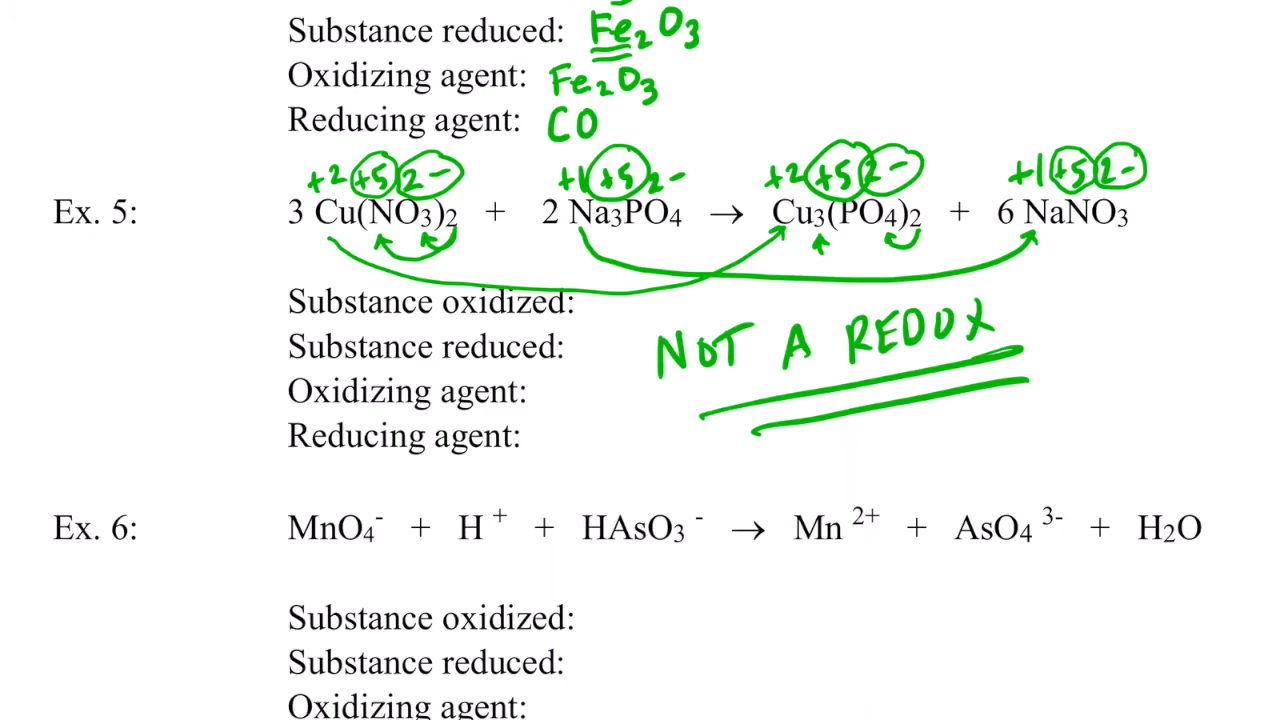 Substance reduced: Fe2O3
Oxidizing agent: Fe2O3
Reducing agent: CO
+2 +5 2- +1 +5 2- +2 +5 2- +1 +5 2-
Ex. 5: 3 Cu(NO3)2 + 2 Na3PO4 → Cu3(PO4)2 + 6 NaNO3
Substance oxidized:
Substance reduced: NOT A REDOX
Oxidizing agent:
Reducing agent:
Ex. 6: MnO4- + H + + HAsO3 - → Mn 2+ + AsO4 3- + H2O
Substance oxidized:
Substance reduced:
Oxidizing agent: